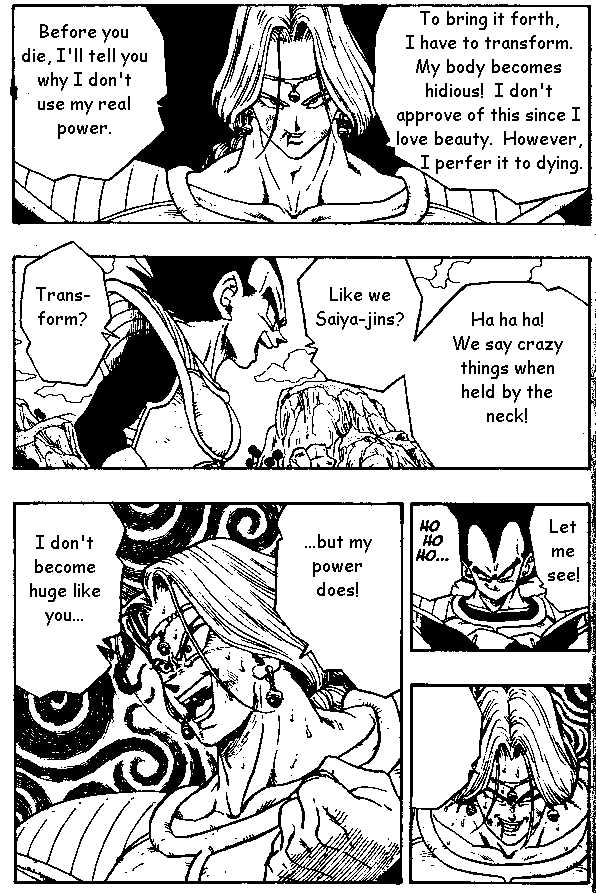 Before you
die, I'll tell you
why I don't
use my real
power.
To bring it forth,
I have to transform.
My body becomes
hidious! I don't
approve of this since I
love beauty. However,
I perfer it to dying.
Trans-
form?
Like we
Saiya-jins?
Ha ha ha!
We say crazy
things when
held by the
neck!
I don't
become
huge like
you...
...but my
power
does!
HO
HO
HO...
Let
me
see!